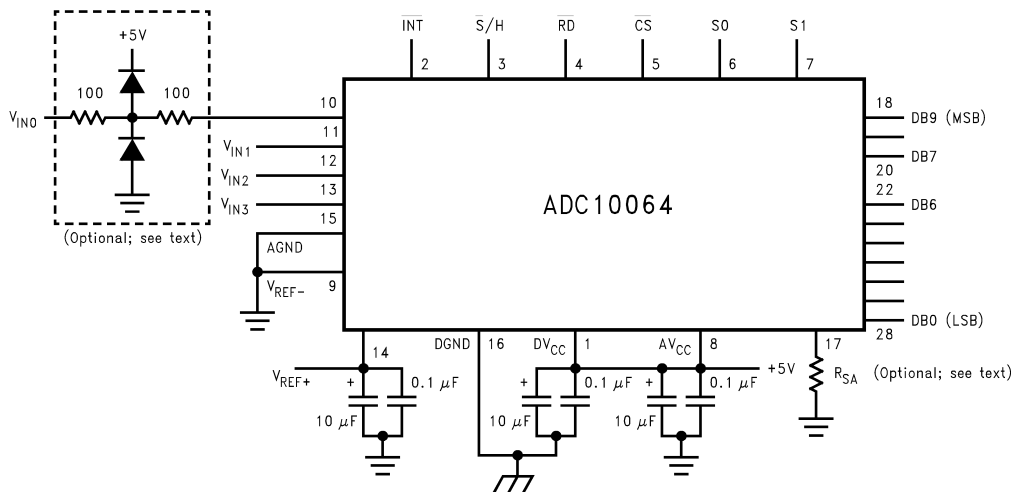 INT S/H RD CS S0 S1
2 3 4 5 6 7
+5V
100 100
V_IN0
10
18
DB9 (MSB)
11
V_IN1
DB7
12
V_IN2
20
13
22
V_IN3
DB6
ADC10064
15
(Optional; see text)
AGND
V_REF- 9
DB0 (LSB)
28
14 DGND 16 DV_CC 1 AV_CC 8 17
V_REF+ + 0.1 μF + 0.1 μF + 0.1 μF +5V R_SA (Optional; see text)
10 μF 10 μF 10 μF